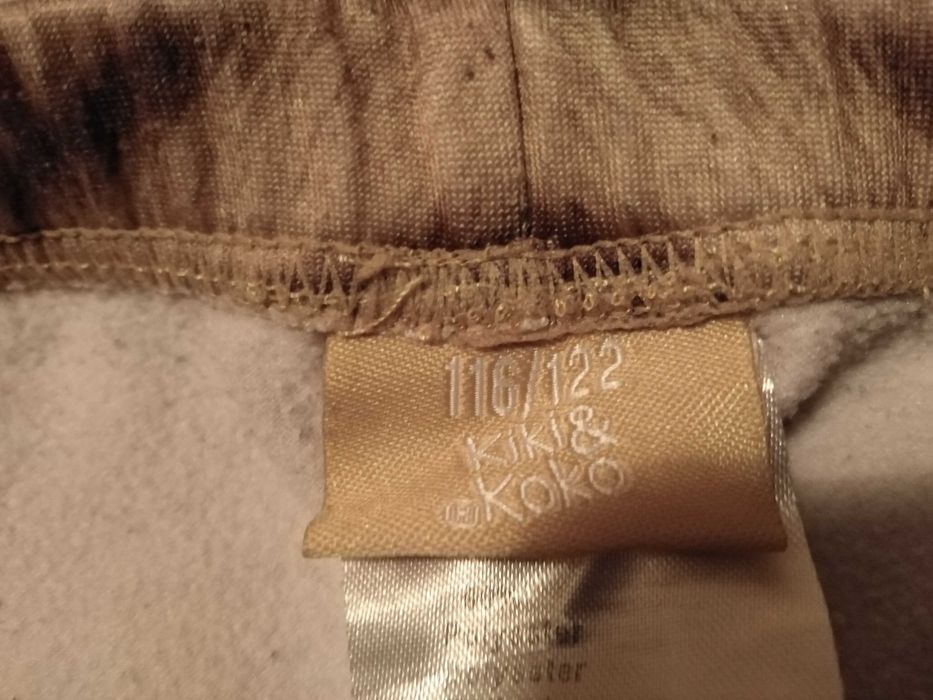 116/122
Kiki&
Koko
Polyester